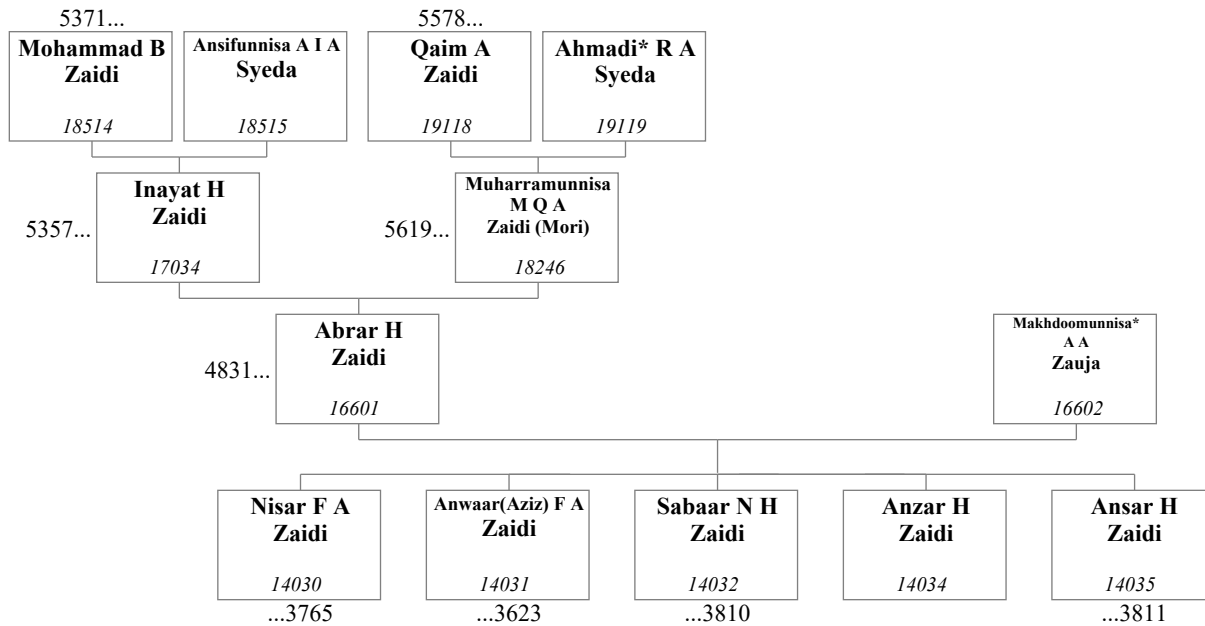 5371...
5578...
Mohammad B
Zaidi
18514
Ansifunnisa A I A
Syeda
18515
Qaim A
Zaidi
19118
Ahmadi* R A
Syeda
19119
5357...
Inayat H
Zaidi
17034
5619...
Muharramunnisa
M Q A
Zaidi (Mori)
18246
4831...
Abrar H
Zaidi
16601
Makhdoomunnisa*
A A
Zauja
16602
Nisar F A
Zaidi
14030
...3765
Anwaar(Aziz) F A
Zaidi
14031
...3623
Sabaar N H
Zaidi
14032
...3810
Anzar H
Zaidi
14034
Ansar H
Zaidi
14035
...3811